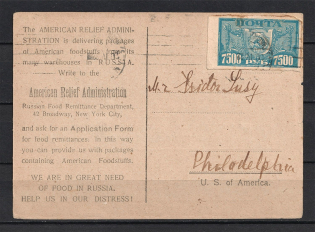 The AMERICAN RELIEF ADMINI-
STRATION is delivering packages
of American foodstuffs from its
many warehouses in RUSSIA.
Write to the
American Relief Administration
Russian Food Remittance Department,
42 Broadway, New York City,
and ask for an Application Form
for food remittances. In this way
you can provide us with packages
containing American Foodstuffs.
WE ARE IN GREAT NEED
OF FOOD IN RUSSIA,
HELP US IN OUR DISTRESS!
ПОЧТА
7500 РУБ. 7500
Mr. Isidor
Philadelphia
U. S. of America.